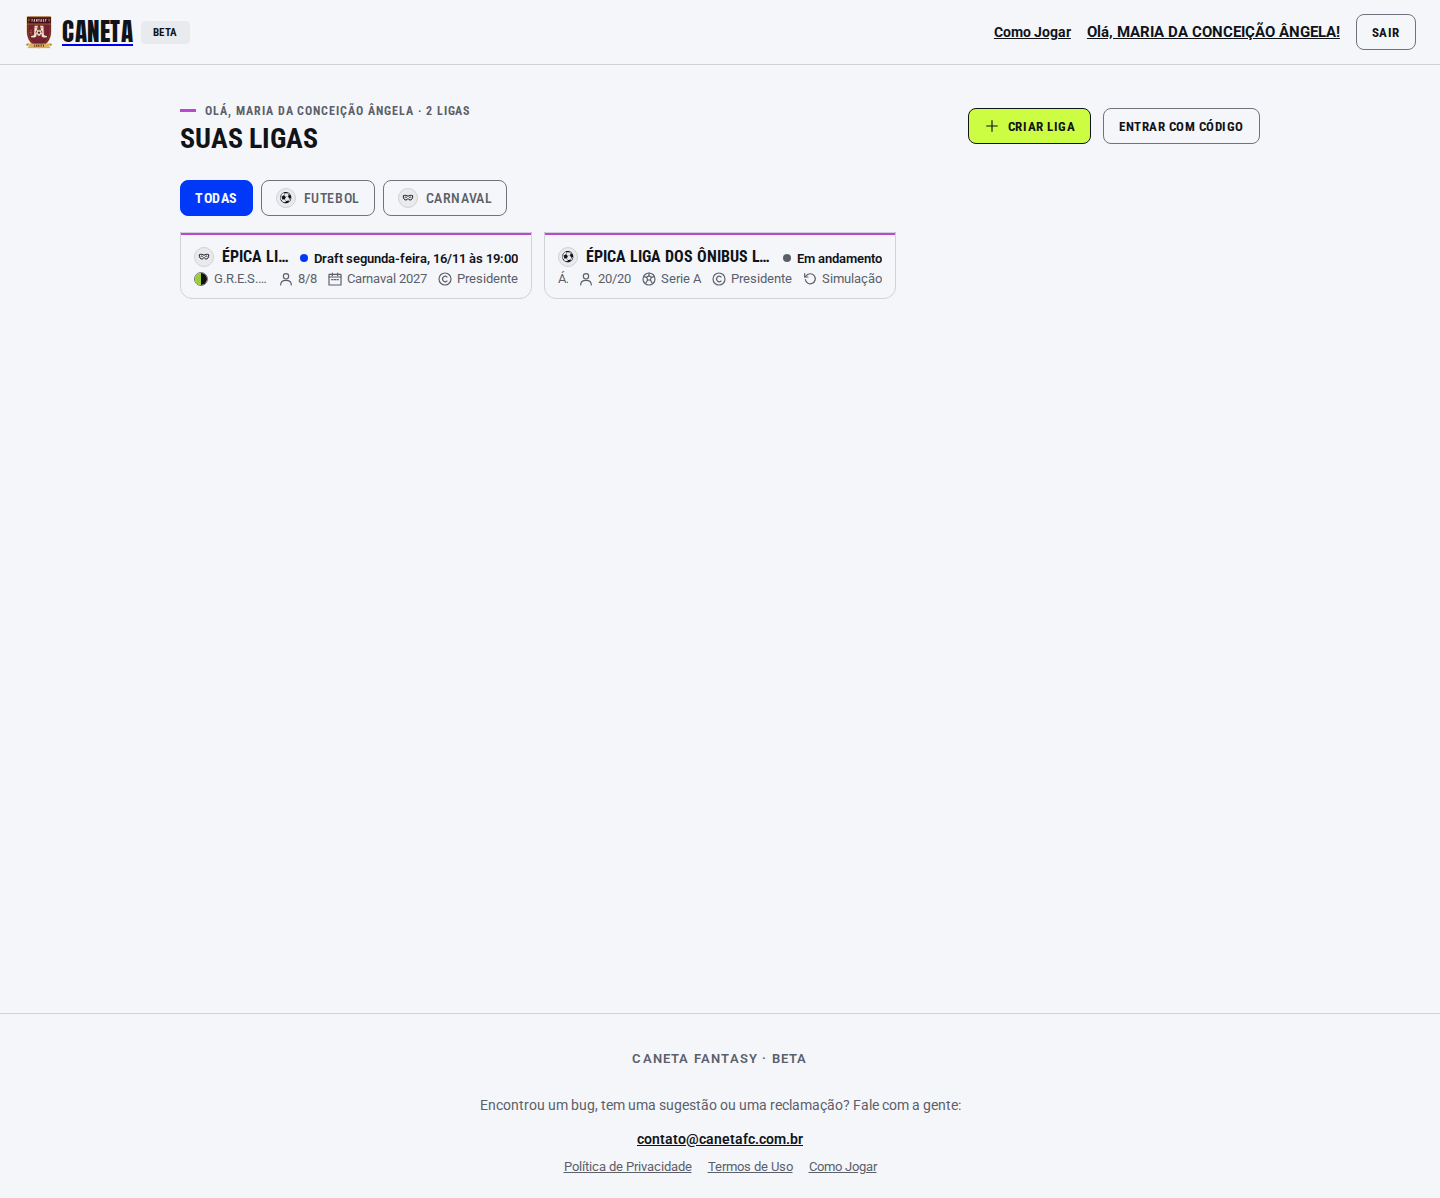 CANETA BETA Como Jogar Olá, MARIA DA CONCEIÇÃO ÂNGELA! SAIR
OLÁ, MARIA DA CONCEIÇÃO ÂNGELA · 2 LIGAS
SUAS LIGAS
CRIAR LIGA ENTRAR COM CÓDIGO
TODAS FUTEBOL CARNAVAL
ÉPICA LI... Draft segunda-feira, 16/11 às 19:00
G.R.E.S.... 8/8 Carnaval 2027 Presidente
ÉPICA LIGA DOS ÔNIBUS L... Em andamento
Á. 20/20 Serie A Presidente Simulação
CANETA FANTASY · BETA
Encontrou um bug, tem uma sugestão ou uma reclamação? Fale com a gente:
contato@canetafc.com.br
Política de Privacidade Termos de Uso Como Jogar